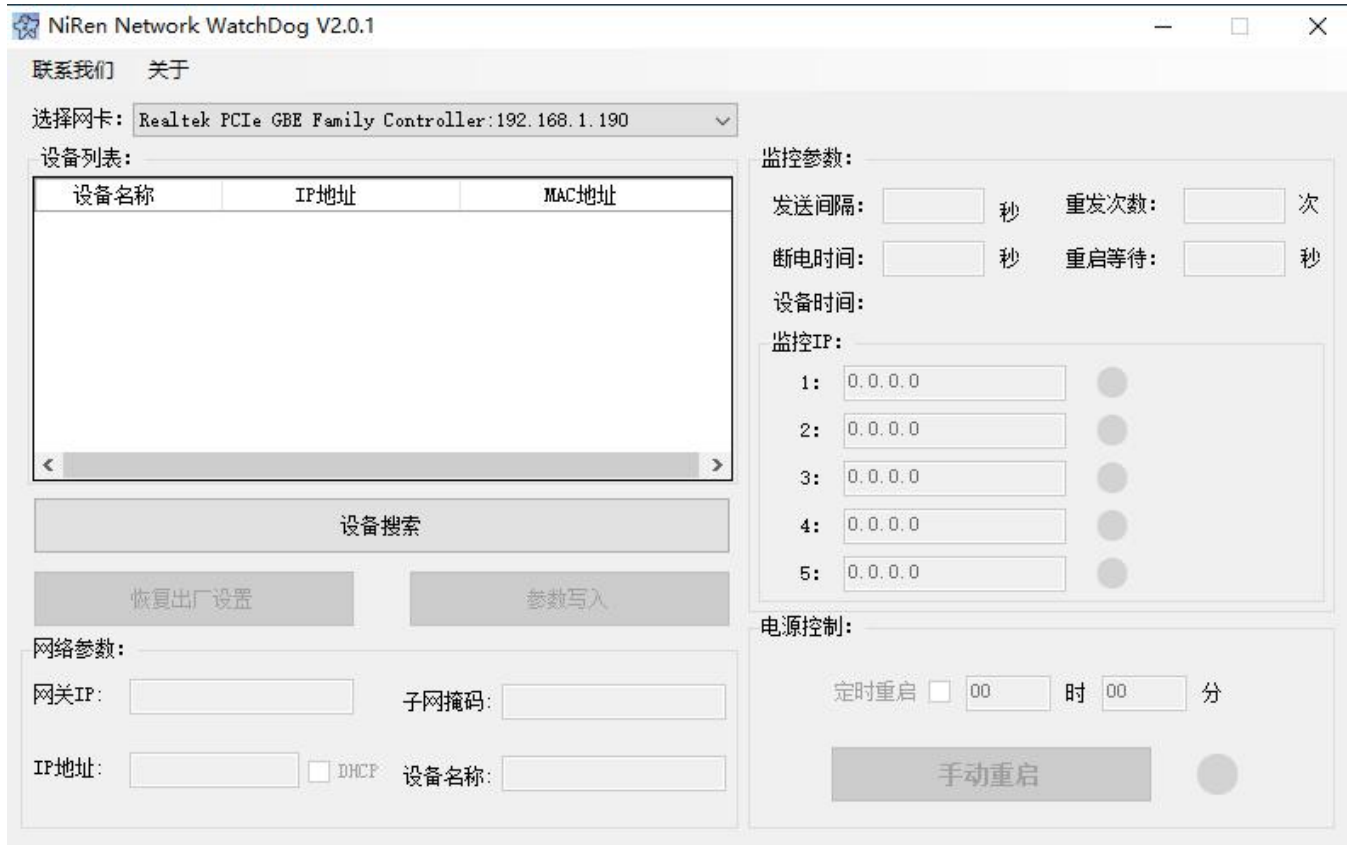 NiRen Network WatchDog V2.0.1
联系我们 关于
选择网卡: Realtek PCIe GBE Family Controller:192.168.1.190
设备列表:
设备名称 IP地址 MAC地址
设备搜索
恢复出厂设置 参数写入
网络参数:
网关IP: 子网掩码:
IP地址: DHCP 设备名称:
监控参数:
发送间隔: 秒 重发次数: 次
断电时间: 秒 重启等待: 秒
设备时间:
监控IP:
1: 0.0.0.0
2: 0.0.0.0
3: 0.0.0.0
4: 0.0.0.0
5: 0.0.0.0
电源控制:
定时重启 00 时 00 分
手动重启